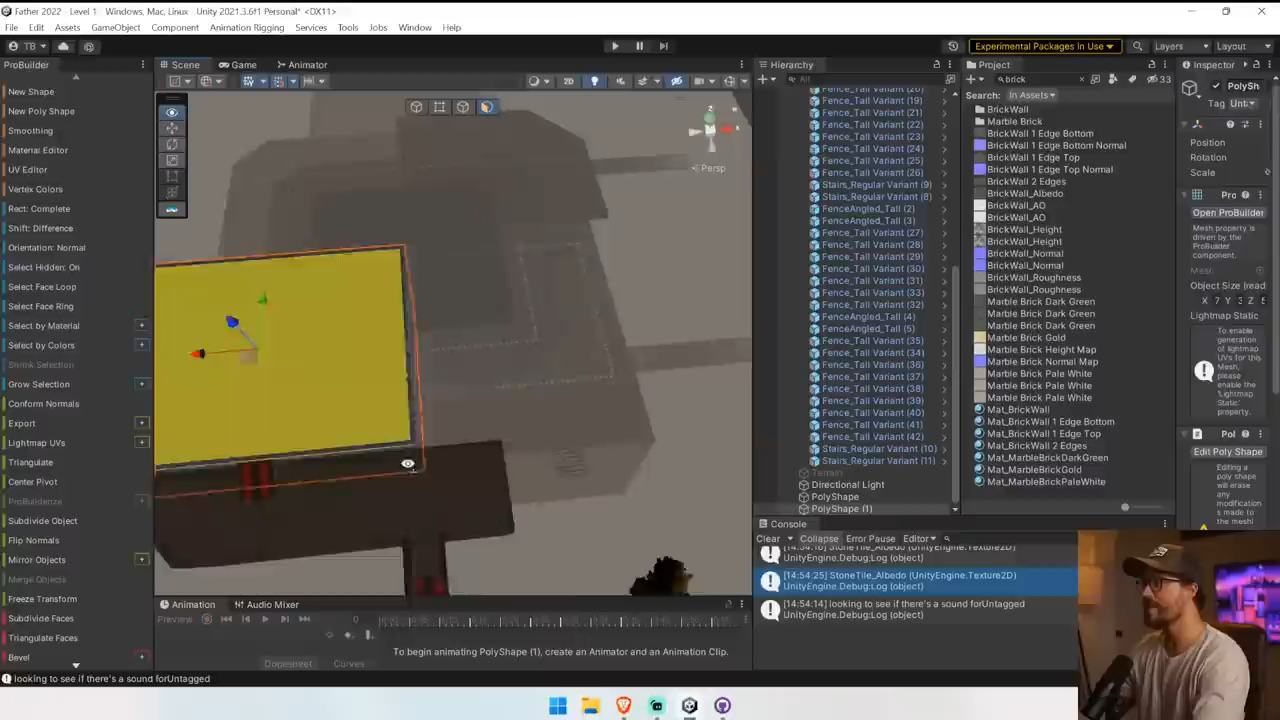 Father 2022 - Level 1 - Windows, Mac, Linux - Unity 2021.3.6f1 Personal* <DX11>
File Edit Assets GameObject Component Animation Rigging Services Tools Jobs Window Help
TB Experimental Packages In Use Layers Layout
ProBuilder Scene Game Animator Hierarchy Project Inspector
2D All brick 33 PolySh
Search: In Assets Tag Unt
New Shape
New Poly Shape
Smoothing
Material Editor
UV Editor
Vertex Colors
Rect: Complete
Shift: Difference
Orientation: Normal
Select Hidden: On
Select Face Loop
Select Face Ring
Select by Material
Select by Colors
Shrink Selection
Grow Selection
Conform Normals
Export
Lightmap UVs
Triangulate
Center Pivot
ProBuilderize
Subdivide Object
Flip Normals
Mirror Objects
Merge Objects
Freeze Transform
Subdivide Faces
Triangulate Faces
Bevel
Persp
Fence_Tall Variant (20)
Fence_Tall Variant (19)
Fence_Tall Variant (21)
Fence_Tall Variant (22)
Fence_Tall Variant (23)
Fence_Tall Variant (24)
Fence_Tall Variant (25)
Fence_Tall Variant (26)
Stairs_Regular Variant (9)
Stairs_Regular Variant (8)
FenceAngled_Tall (2)
FenceAngled_Tall (3)
Fence_Tall Variant (27)
Fence_Tall Variant (28)
Fence_Tall Variant (29)
Fence_Tall Variant (30)
Fence_Tall Variant (31)
Fence_Tall Variant (33)
Fence_Tall Variant (32)
FenceAngled_Tall (4)
FenceAngled_Tall (5)
Fence_Tall Variant (35)
Fence_Tall Variant (34)
Fence_Tall Variant (36)
Fence_Tall Variant (37)
Fence_Tall Variant (38)
Fence_Tall Variant (39)
Fence_Tall Variant (40)
Fence_Tall Variant (41)
Fence_Tall Variant (42)
Stairs_Regular Variant (10)
Stairs_Regular Variant (11)
Terrain
Directional Light
PolyShape
PolyShape (1)
BrickWall
Marble Brick
BrickWall 1 Edge Bottom
BrickWall 1 Edge Bottom Normal
BrickWall 1 Edge Top
BrickWall 1 Edge Top Normal
BrickWall 2 Edges
BrickWall_Albedo
BrickWall_AO
BrickWall_AO
BrickWall_Height
BrickWall_Height
BrickWall_Normal
BrickWall_Normal
BrickWall_Roughness
BrickWall_Roughness
Marble Brick Dark Green
Marble Brick Dark Green
Marble Brick Dark Green
Marble Brick Gold
Marble Brick Height Map
Marble Brick Normal Map
Marble Brick Pale White
Marble Brick Pale White
Marble Brick Pale White
Mat_BrickWall
Mat_BrickWall 1 Edge Bottom
Mat_BrickWall 1 Edge Top
Mat_BrickWall 2 Edges
Mat_MarbleBrickDarkGreen
Mat_MarbleBrickGold
Mat_MarbleBrickPaleWhite
Position
Rotation
Scale
Pro
Open ProBuilder
Mesh property is
driven by the
ProBuilder
component.
Mesh
Object Size (read
X 7 Y 3 Z 5
Lightmap Static
To enable
generation of
lightmap
UVs for this
Mesh,
please
enable the
'Lightmap
Static'
property.
Pol
Edit Poly Shape
Editing a
poly shape
will erase
any
modification
s made to
the mesh!
Console
Clear Collapse Error Pause Editor
[14:54:16] StoneTile_Albedo (UnityEngine.Texture2D)
UnityEngine.Debug:Log (object)
[14:54:25] StoneTile_Albedo (UnityEngine.Texture2D)
UnityEngine.Debug:Log (object)
[14:54:14] looking to see if there's a sound forUntagged
UnityEngine.Debug:Log (object)
Animation Audio Mixer
Preview 0
To begin animating PolyShape (1), create an Animator and an Animation Clip.
Dopesheet Curves
looking to see if there's a sound forUntagged